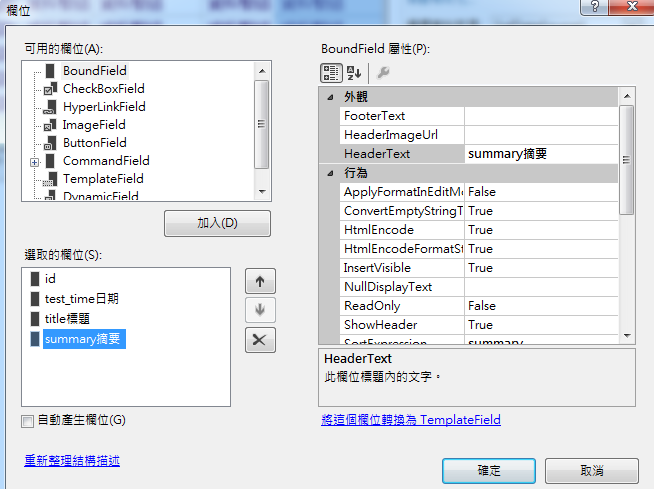 欄位
可用的欄位(A):
BoundField
CheckBoxField
HyperLinkField
ImageField
ButtonField
CommandField
TemplateField
DynamicField
加入(D)
選取的欄位(S):
id
test_time日期
title標題
summary摘要
自動產生欄位(G)
重新整理結構描述
BoundField 屬性(P):
外觀
FooterText
HeaderImageUrl
HeaderText summary摘要
行為
ApplyFormatInEditMo False
ConvertEmptyStringT True
HtmlEncode True
HtmlEncodeFormatSt True
InsertVisible True
NullDisplayText
ReadOnly False
ShowHeader True
SortExpression summary
HeaderText
此欄位標題內的文字。
將這個欄位轉換為 TemplateField
確定
取消